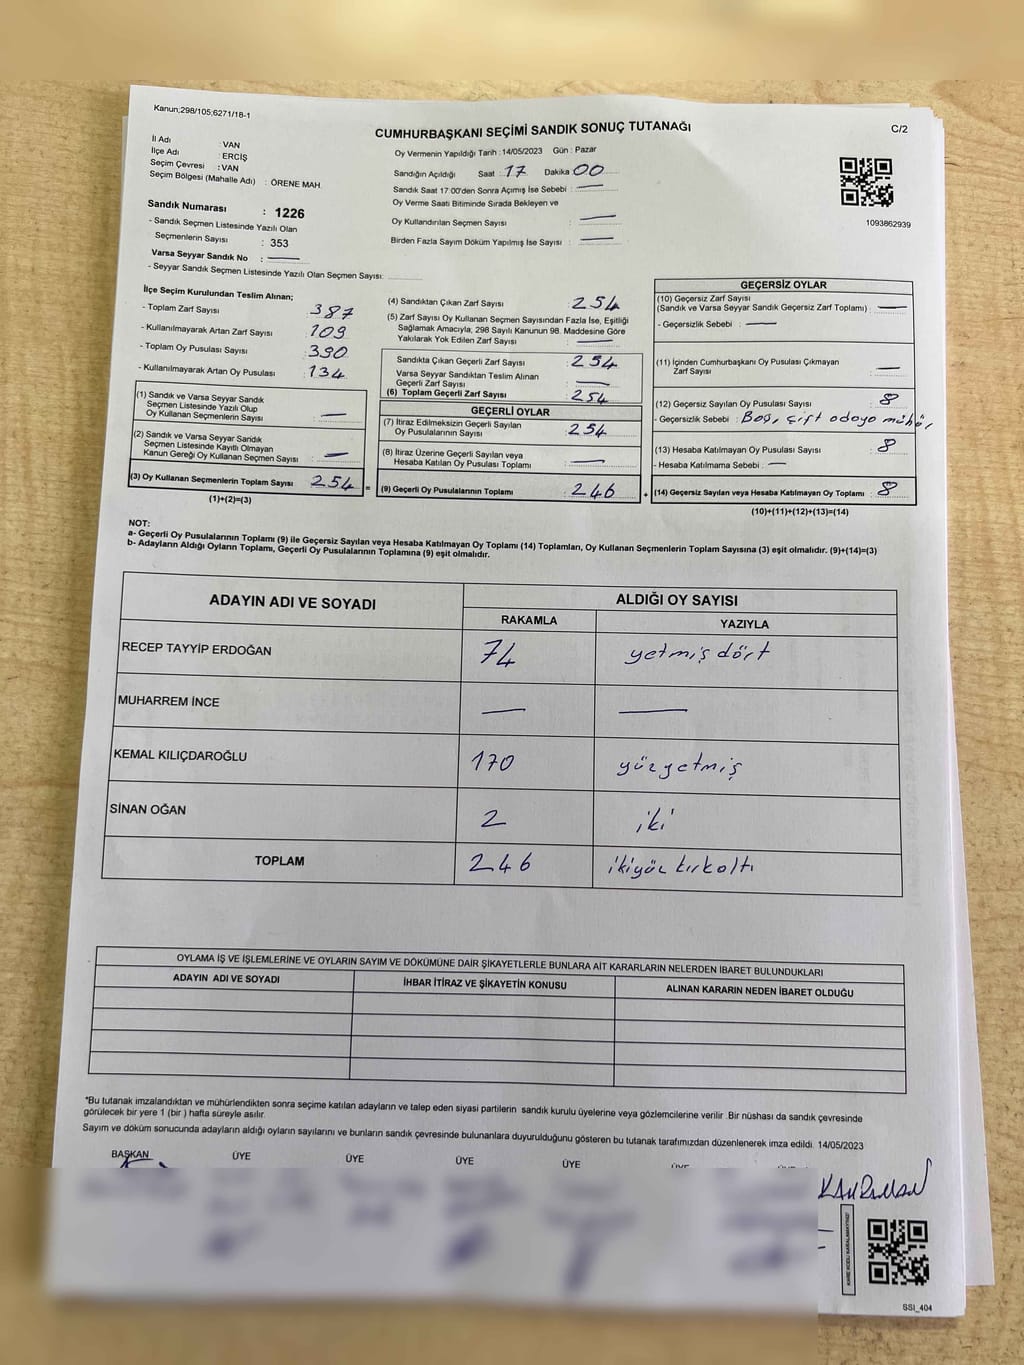 Kanun;298/105;6271/18-1
CUMHURBAŞKANI SEÇİMİ SANDIK SONUÇ TUTANAĞI
C/2
İl Adı : VAN
İlçe Adı : ERCİŞ
Seçim Çevresi : VAN
Seçim Bölgesi (Mahalle Adı) : ÖRENE MAH.
Sandık Numarası : 1226
- Sandık Seçmen Listesinde Yazılı Olan
Seçmenlerin Sayısı : 353
Varsa Seyyar Sandık No : —
- Seyyar Sandık Seçmen Listesinde Yazılı Olan Seçmen Sayısı:
Oy Vermenin Yapıldığı Tarih :14/05/2023 Gün : Pazar
Sandığın Açıldığı Saat : 17 Dakika : 00
Sandık Saat 17:00'den Sonra Açımış İse Sebebi : —
Oy Verme Saati Bitiminde Sırada Bekleyen ve
Oy Kullandırılan Seçmen Sayısı : —
Birden Fazla Sayım Döküm Yapılmış İse Sayısı : —
1093862939
İlçe Seçim Kurulundan Teslim Alınan;
- Toplam Zarf Sayısı : 387
- Kullanılmayarak Artan Zarf Sayısı : 109
- Toplam Oy Pusulası Sayısı : 390
- Kullanılmayarak Artan Oy Pusulası : 134
(1) Sandık ve Varsa Seyyar Sandık
Seçmen Listesinde Yazılı Olup
Oy Kullanan Seçmenlerin Sayısı : —
(2) Sandık ve Varsa Seyyar Sandık
Seçmen Listesinde Kayıtlı Olmayan
Kanun Gereği Oy Kullanan Seçmen Sayısı : —
(3) Oy Kullanan Seçmenlerin Toplam Sayısı : 254
(1)+(2)=(3)
(4) Sandıktan Çıkan Zarf Sayısı : 254
(5) Zarf Sayısı Oy Kullanan Seçmen Sayısından Fazla İse, Eşitliği
Sağlamak Amacıyla, 298 Sayılı Kanunun 98. Maddesine Göre
Yakılarak Yok Edilen Zarf Sayısı : —
Sandıkta Çıkan Geçerli Zarf Sayısı : 254
Varsa Seyyar Sandıktan Teslim Alınan
Geçerli Zarf Sayısı : —
(6) Toplam Geçerli Zarf Sayısı : 254
GEÇERLİ OYLAR
(7) İtiraz Edilmeksizin Geçerli Sayılan
Oy Pusulalarının Sayısı : 254
(8) İtiraz Üzerine Geçerli Sayılan veya
Hesaba Katılan Oy Pusulası Toplamı : —
= (9) Geçerli Oy Pusulalarının Toplamı : 246 +
GEÇERSİZ OYLAR
(10) Geçersiz Zarf Sayısı
(Sandık ve Varsa Seyyar Sandık Geçersiz Zarf Toplamı) : —
- Geçersizlik Sebebi : —
(11) İçinden Cumhurbaşkanı Oy Pusulası Çıkmayan
Zarf Sayısı : —
(12) Geçersiz Sayılan Oy Pusulası Sayısı : 8
- Geçersizlik Sebebi : Boş, çift adaya mühür
(13) Hesaba Katılmayan Oy Pusulası Sayısı : 8
- Hesaba Katılmama Sebebi : —
(14) Geçersiz Sayılan veya Hesaba Katılmayan Oy Toplamı : 8
(10)+(11)+(12)+(13)=(14)
NOT:
a- Geçerli Oy Pusulalarının Toplamı (9) ile Geçersiz Sayılan veya Hesaba Katılmayan Oy Toplamı (14) Toplamları, Oy Kullanan Seçmenlerin Toplam Sayısına (3) eşit olmalıdır. (9)+(14)=(3)
b- Adayların Aldığı Oyların Toplamı, Geçerli Oy Pusulalarının Toplamına (9) eşit olmalıdır.
ADAYIN ADI VE SOYADI ALDIĞI OY SAYISI
RAKAMLA YAZIYLA
RECEP TAYYİP ERDOĞAN 74 yetmiş dört
MUHARREM İNCE — —
KEMAL KILIÇDAROĞLU 170 yüzyetmiş
SİNAN OĞAN 2 iki
TOPLAM 246 ikiyüz kırkaltı
OYLAMA İŞ VE İŞLEMLERİNE VE OYLARIN SAYIM VE DÖKÜMÜNE DAİR ŞİKAYETLERLE BUNLARA AİT KARARLARIN NELERDEN İBARET BULUNDUKLARI
ADAYIN ADI VE SOYADI İHBAR İTİRAZ VE ŞİKAYETİN KONUSU ALINAN KARARIN NEDEN İBARET OLDUĞU
*Bu tutanak imzalandıktan ve mühürlendikten sonra seçime katılan adayların ve talep eden siyasi partilerin sandık kurulu üyelerine veya gözlemcilerine verilir .Bir nüshası da sandık çevresinde
görülecek bir yere 1 (bir ) hafta süreyle asılır.
Sayım ve döküm sonucunda adayların aldığı oyların sayılarını ve bunların sandık çevresinde bulunanlara duyurulduğunu gösteren bu tutanak tarafımızdan düzenlenerek imza edildi. 14/05/2023
BAŞKAN ÜYE ÜYE ÜYE ÜYE ÜYE
KAHRAMAN
KARE KODU KARALAMAYINIZ!
SSI_404